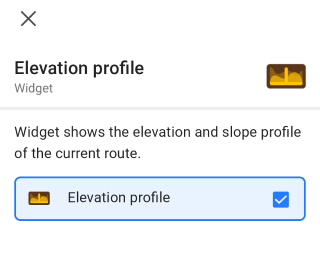 Elevation profile
Widget
Widget shows the elevation and slope profile
of the current route.
Elevation profile